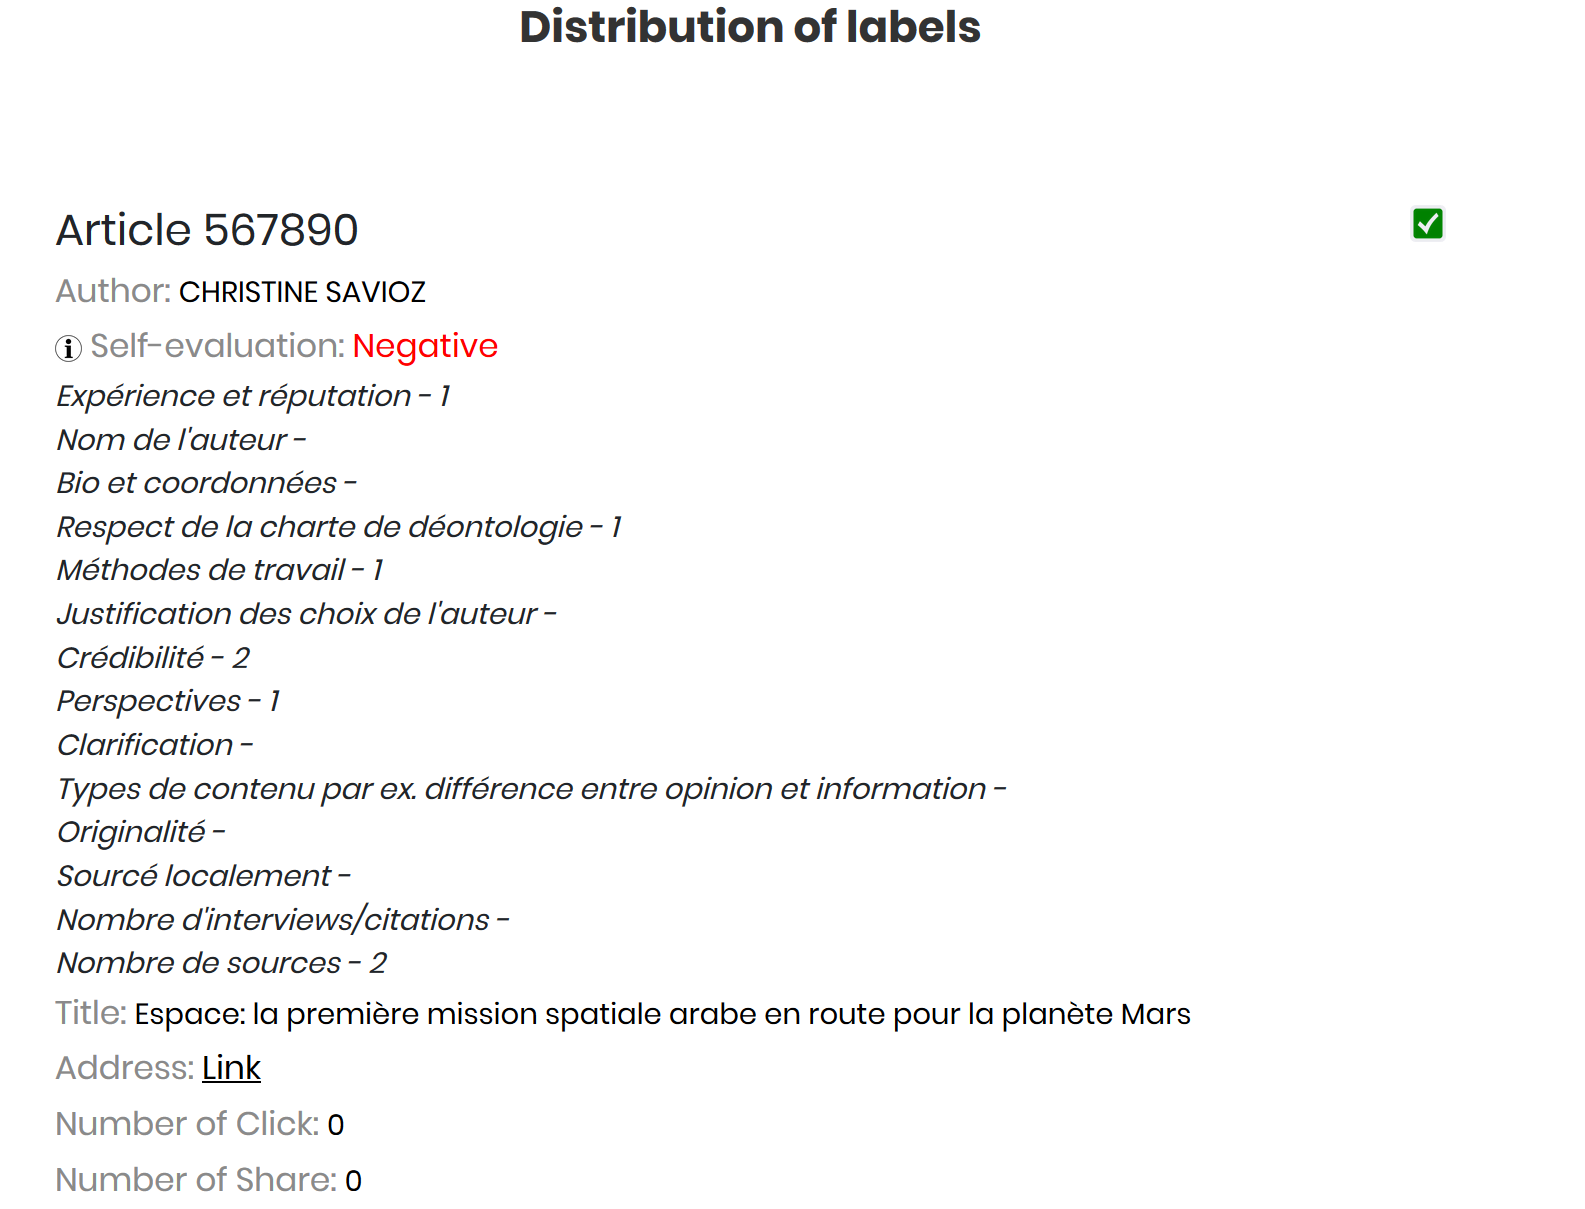 Distribution of labels
Article 567890
Author: CHRISTINE SAVIOZ
Self-evaluation: Negative
Expérience et réputation - 1
Nom de l'auteur -
Bio et coordonnées -
Respect de la charte de déontologie - 1
Méthodes de travail - 1
Justification des choix de l'auteur -
Crédibilité - 2
Perspectives - 1
Clarification -
Types de contenu par ex. différence entre opinion et information -
Originalité -
Sourcé localement -
Nombre d'interviews/citations -
Nombre de sources - 2
Title: Espace: la première mission spatiale arabe en route pour la planète Mars
Address: Link
Number of Click: 0
Number of Share: 0